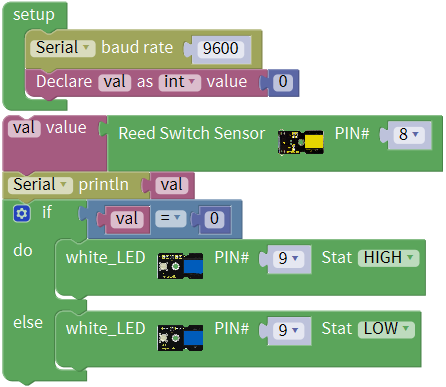 setup
Serial baud rate 9600
Declare val as int value 0
val value Reed Switch Sensor PIN# 8
Serial println val
if val = 0
do white_LED PIN# 9 Stat HIGH
else white_LED PIN# 9 Stat LOW